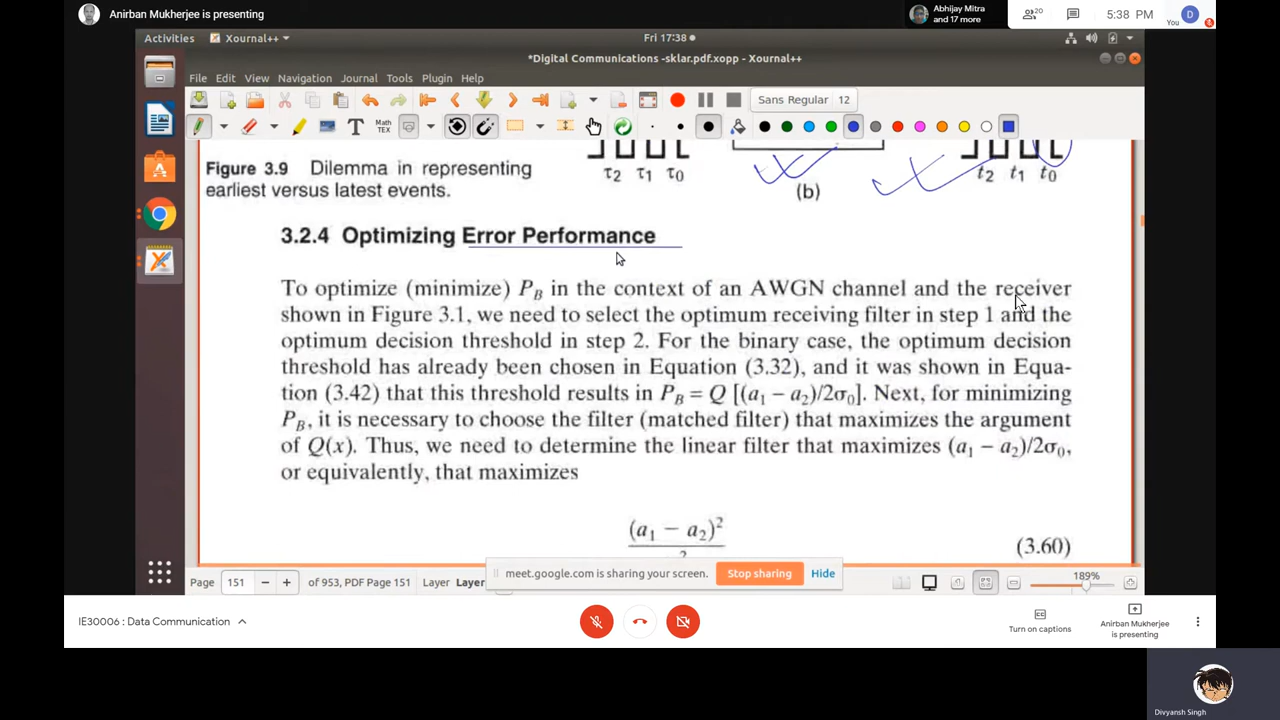 Anirban Mukherjee is presenting
Abhijay Mitra
and 17 more
20
5:38 PM
You
D
Activities
Xournal++
Fri 17:38
*Digital Communications -sklar.pdf.xopp - Xournal++
File Edit View Navigation Journal Tools Plugin Help
Sans Regular 12
T
Math
TEX
Figure 3.9 Dilemma in representing
earliest versus latest events.
τ2 τ1 τ0
(b)
t2 t1 t0
3.2.4 Optimizing Error Performance
To optimize (minimize) PB in the context of an AWGN channel and the receiver
shown in Figure 3.1, we need to select the optimum receiving filter in step 1 and the
optimum decision threshold in step 2. For the binary case, the optimum decision
threshold has already been chosen in Equation (3.32), and it was shown in Equa-
tion (3.42) that this threshold results in PB = Q [(a1 − a2)/2σ0]. Next, for minimizing
PB, it is necessary to choose the filter (matched filter) that maximizes the argument
of Q(x). Thus, we need to determine the linear filter that maximizes (a1 − a2)/2σ0,
or equivalently, that maximizes
(a1 − a2)²
(3.60)
meet.google.com is sharing your screen. Stop sharing Hide
Page 151 of 953, PDF Page 151 Layer
189%
IE30006 : Data Communication
Turn on captions
Anirban Mukherjee
is presenting
Divyansh Singh